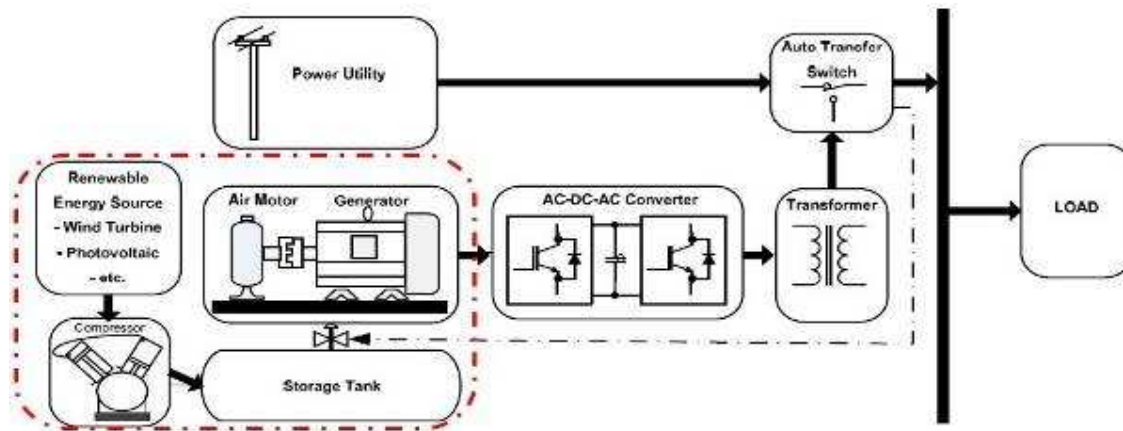 Power Utility
Auto Transfer
Switch
Renewable
Energy Source
- Wind Turbine
- Photovoltaic
- etc.
Air Motor
Generator
AC-DC-AC Converter
Transformer
LOAD
Compressor
Storage Tank